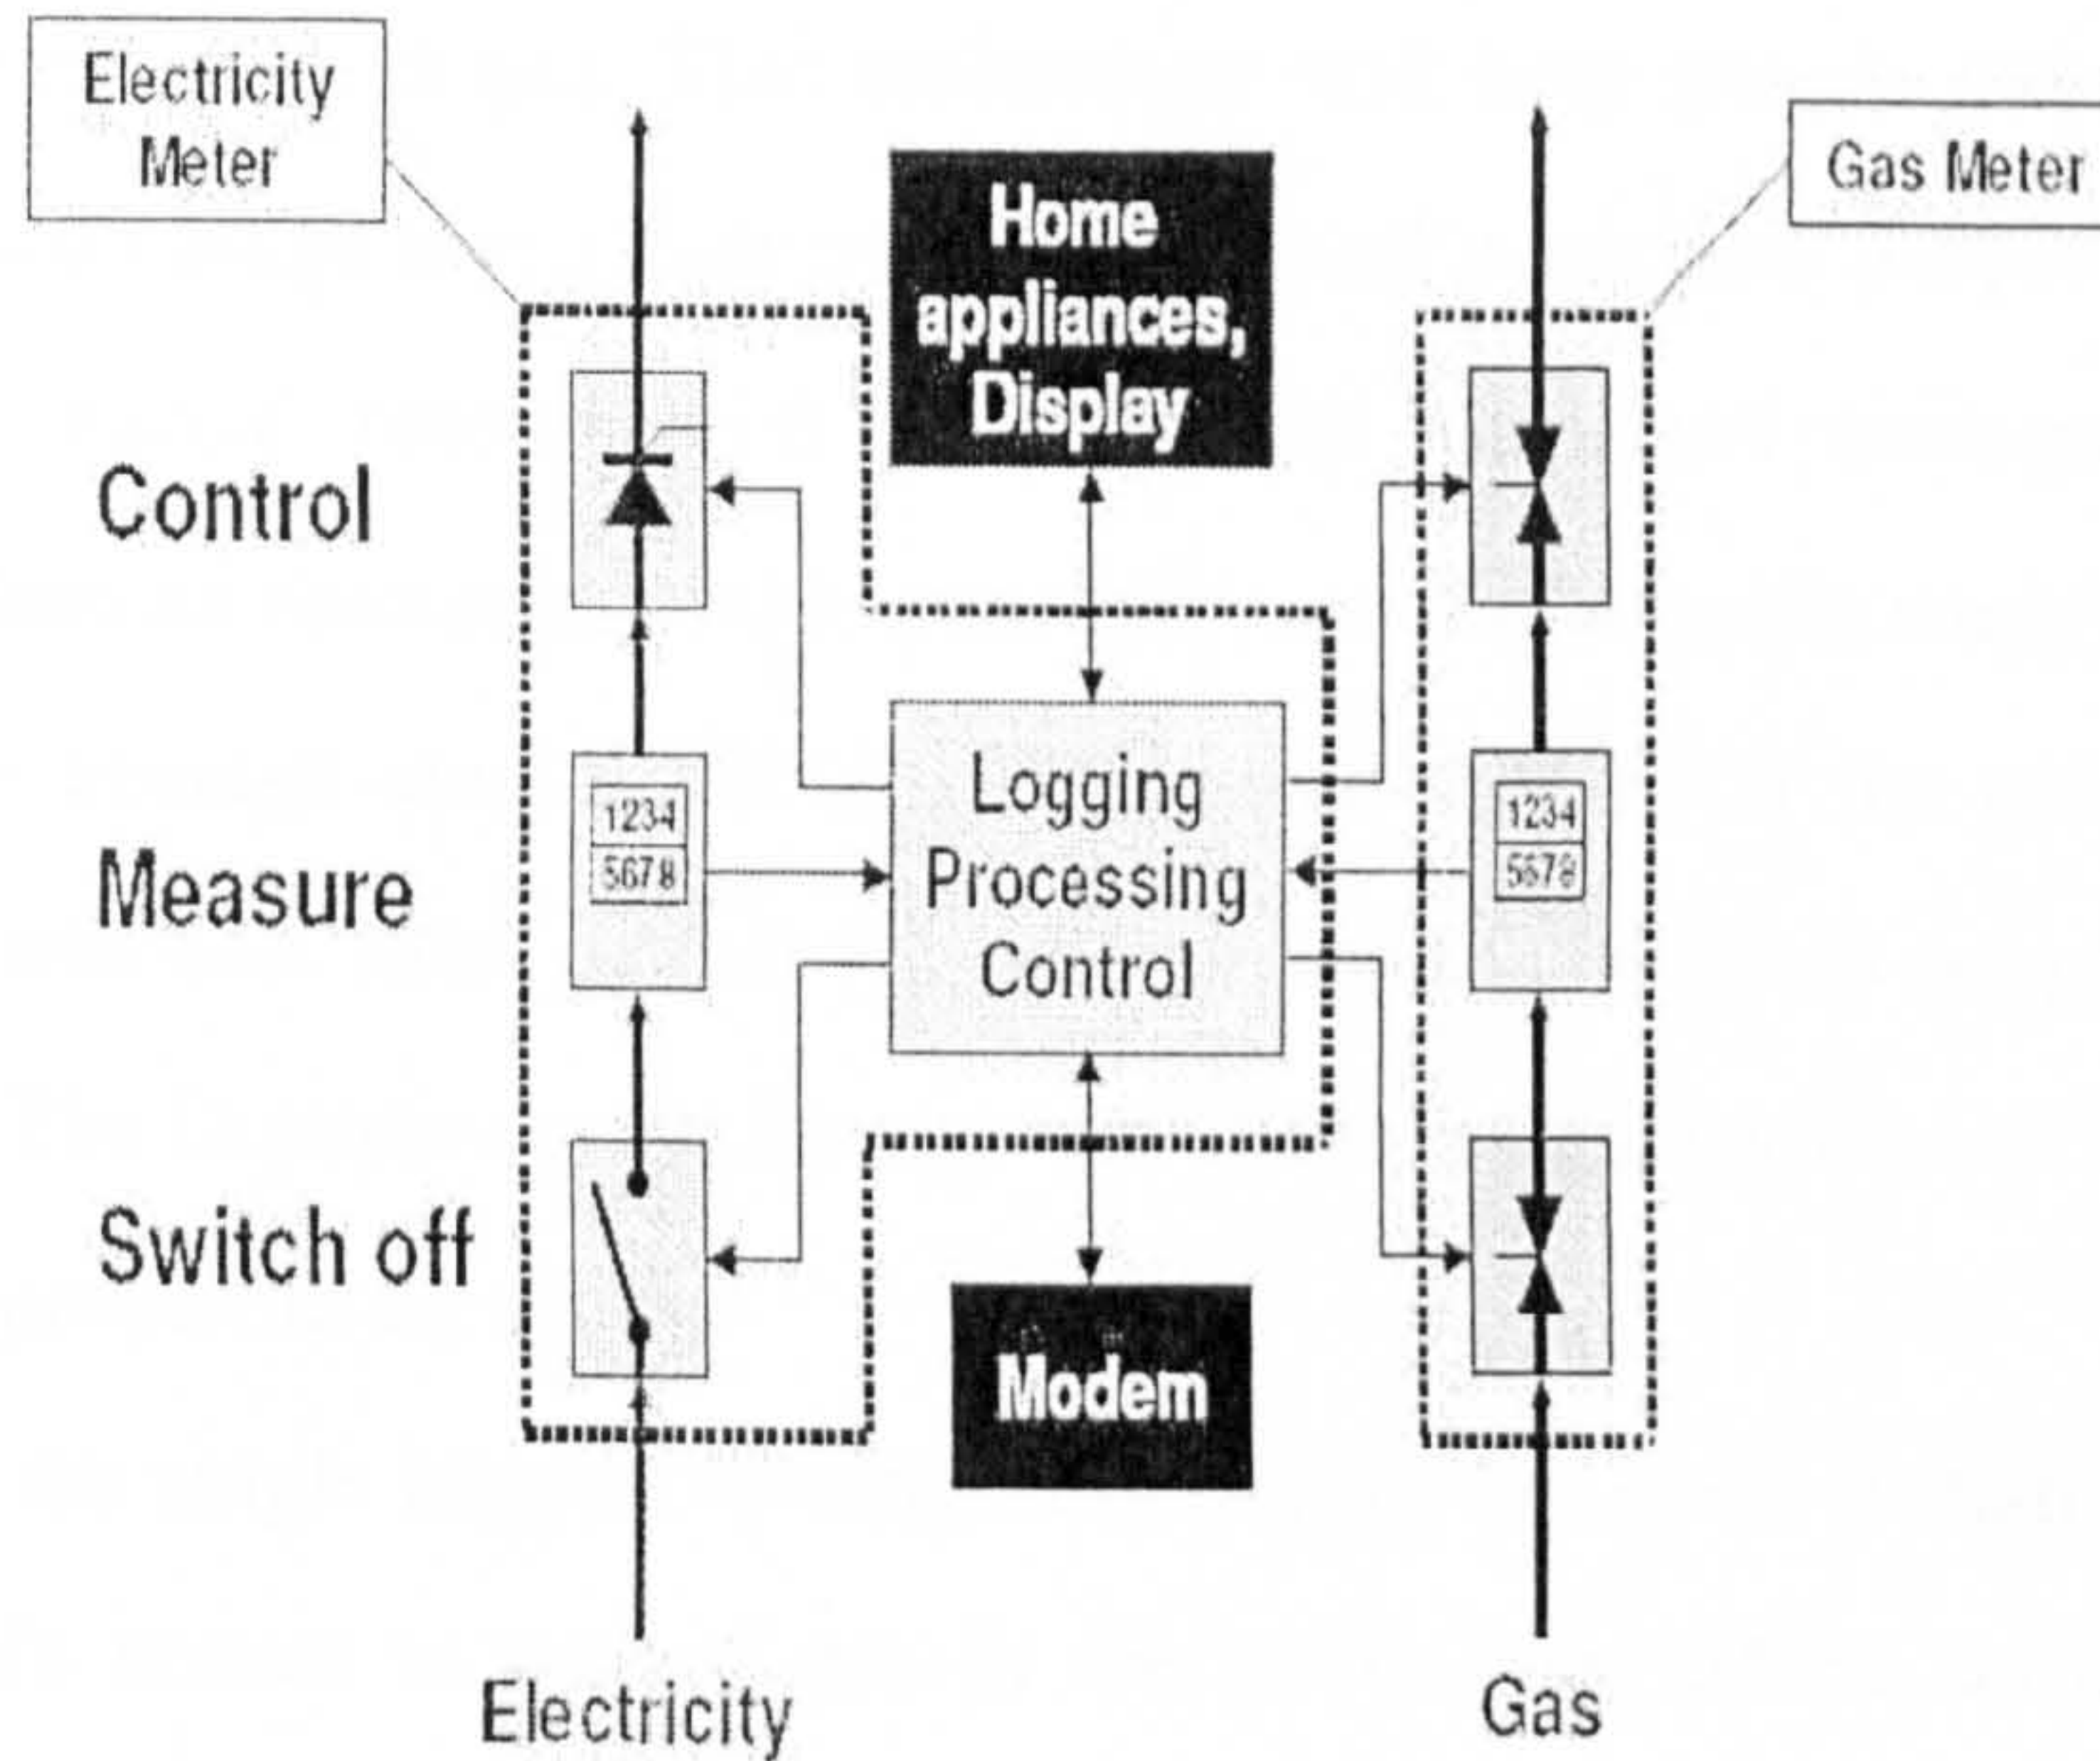 Electricity
Meter
Gas Meter
Home
appliances,
Display
Control
Logging
Processing
Control
1234
5678
1234
5678
Measure
Switch off
Modem
Electricity
Gas